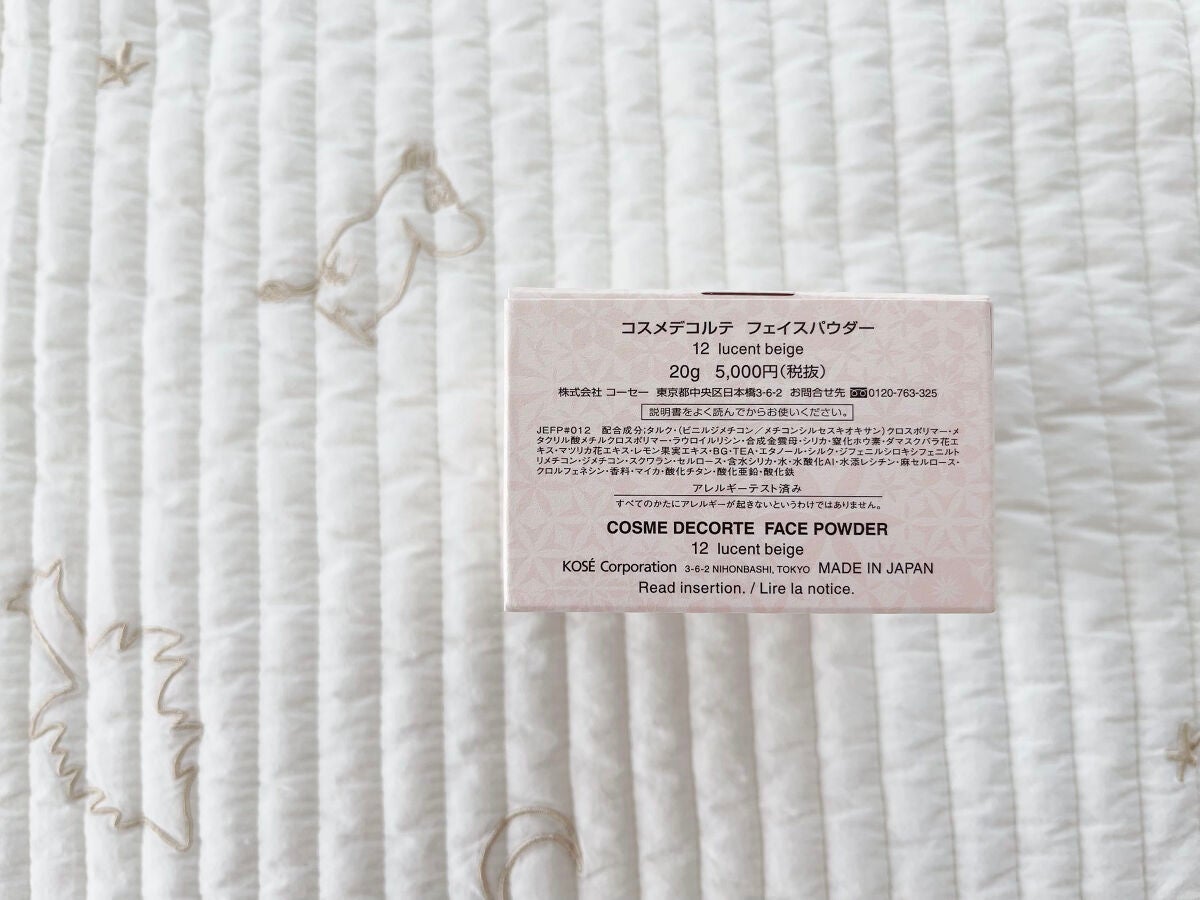 コスメデコルテ フェイスパウダー
12 lucent beige
20g 5,000円(税抜)
株式会社 コーセー 東京都中央区日本橋3-6-2 お問合せ先 0120-763-325
説明書をよく読んでからお使いください。
JEFP#012 配合成分;タルク・(ビニルジメチコン/メチコンシルセスキオキサン)クロスポリマー・メ
タクリル酸メチルクロスポリマー・ラウロイルリシン・合成金雲母・シリカ・窒化ホウ素・ダマスクバラ花エ
キス・マツリカ花エキス・レモン果実エキス・BG・TEA・エタノール・シルク・ジフェニルシロキシフェニルト
リメチコン・ジメチコン・スクワラン・セルロース・含水シリカ・水・水酸化Al・水添レシチン・麻セルロース・
クロルフェネシン・香料・マイカ・酸化チタン・酸化亜鉛・酸化鉄
アレルギーテスト済み
すべてのかたにアレルギーが起きないというわけではありません。
COSME DECORTE FACE POWDER
12 lucent beige
KOSÉ Corporation 3-6-2 NIHONBASHI, TOKYO MADE IN JAPAN
Read insertion. / Lire la notice.